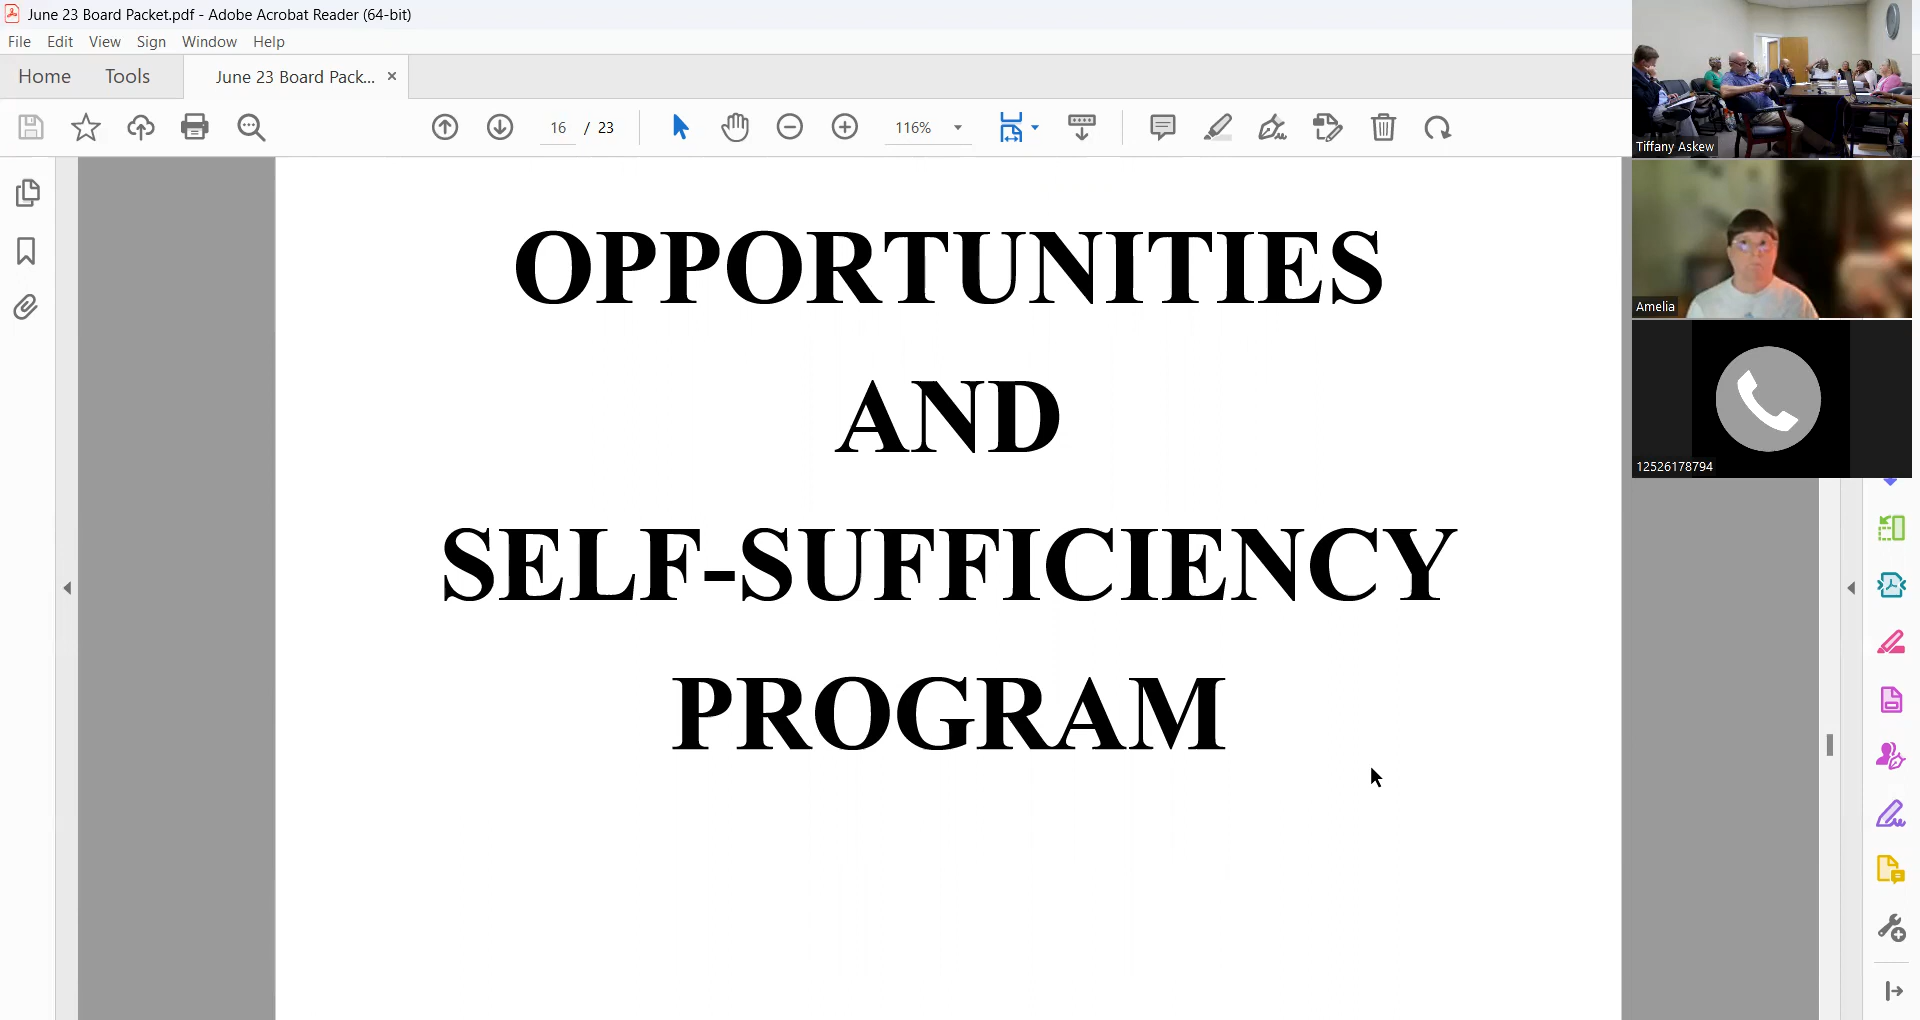 June 23 Board Packet.pdf - Adobe Acrobat Reader (64-bit)
File Edit View Sign Window Help
Home Tools June 23 Board Pack... ×
16 / 23 116%
OPPORTUNITIES
AND
SELF-SUFFICIENCY
PROGRAM
Tiffany Askew
Amelia
12526178794